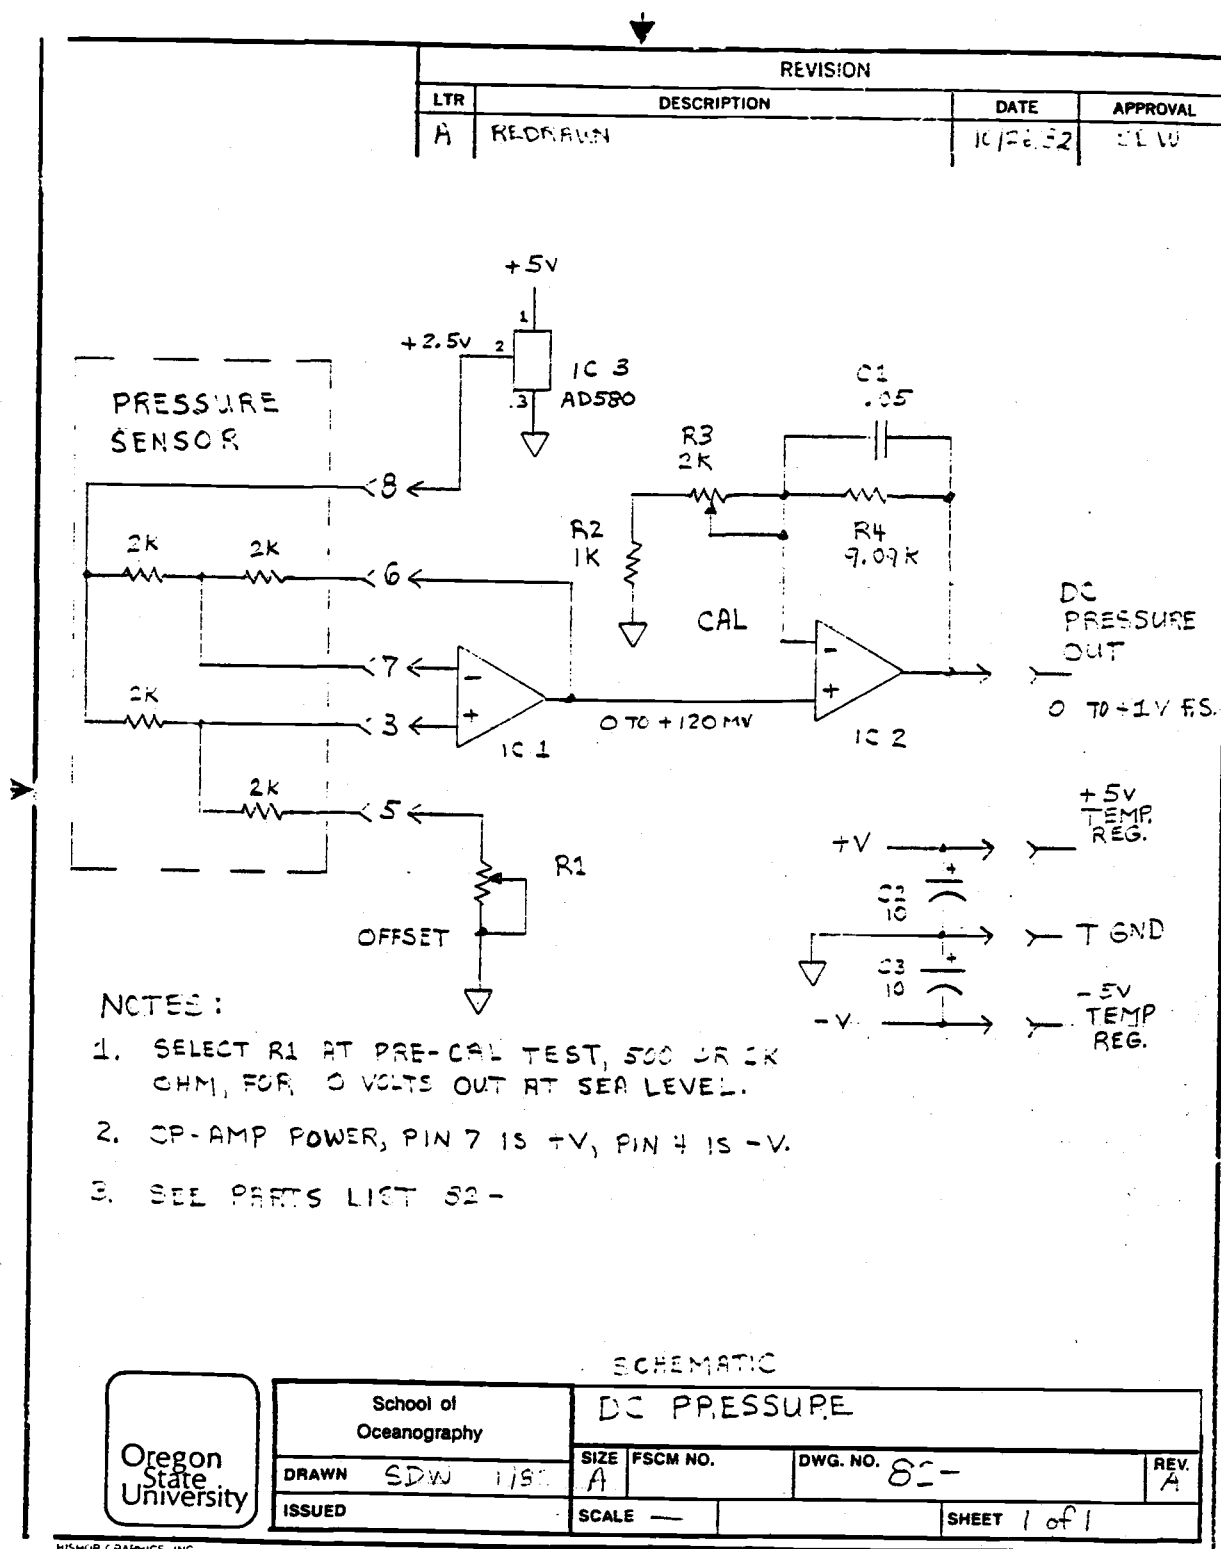 REVISION
LTR DESCRIPTION DATE APPROVAL
A REDRAWN
+5V
1
+2.5V 2
3
IC 3
AD580
PRESSURE
SENSOR
C1
.05
R3
2K
8
R2
1K
R4
9.09K
2K 2K
6
CAL
DC
PRESSURE
OUT
7
-
+
-
+
2K
3
0 TO +120 MV
0 TO +1V F.S.
IC 1
IC 2
2K
5
R1
OFFSET
+5V
TEMP.
REG.
+V
+
C2
10
T GND
+
C3
10
-V
-5V
TEMP
REG.
NOTES:
1. SELECT R1 AT PRE-CAL TEST, 500 OR
OHM, FOR 0 VOLTS OUT AT SEA LEVEL.
2. OP-AMP POWER, PIN 7 IS +V, PIN 4 IS -V.
3. SEE PARTS LIST 82-
SCHEMATIC
Oregon
State
University
School of
Oceanography
DC PRESSURE
DRAWN SDW
SIZE A
FSCM NO.
DWG. NO. 82-
REV. A
ISSUED
SCALE —
SHEET 1 of 1